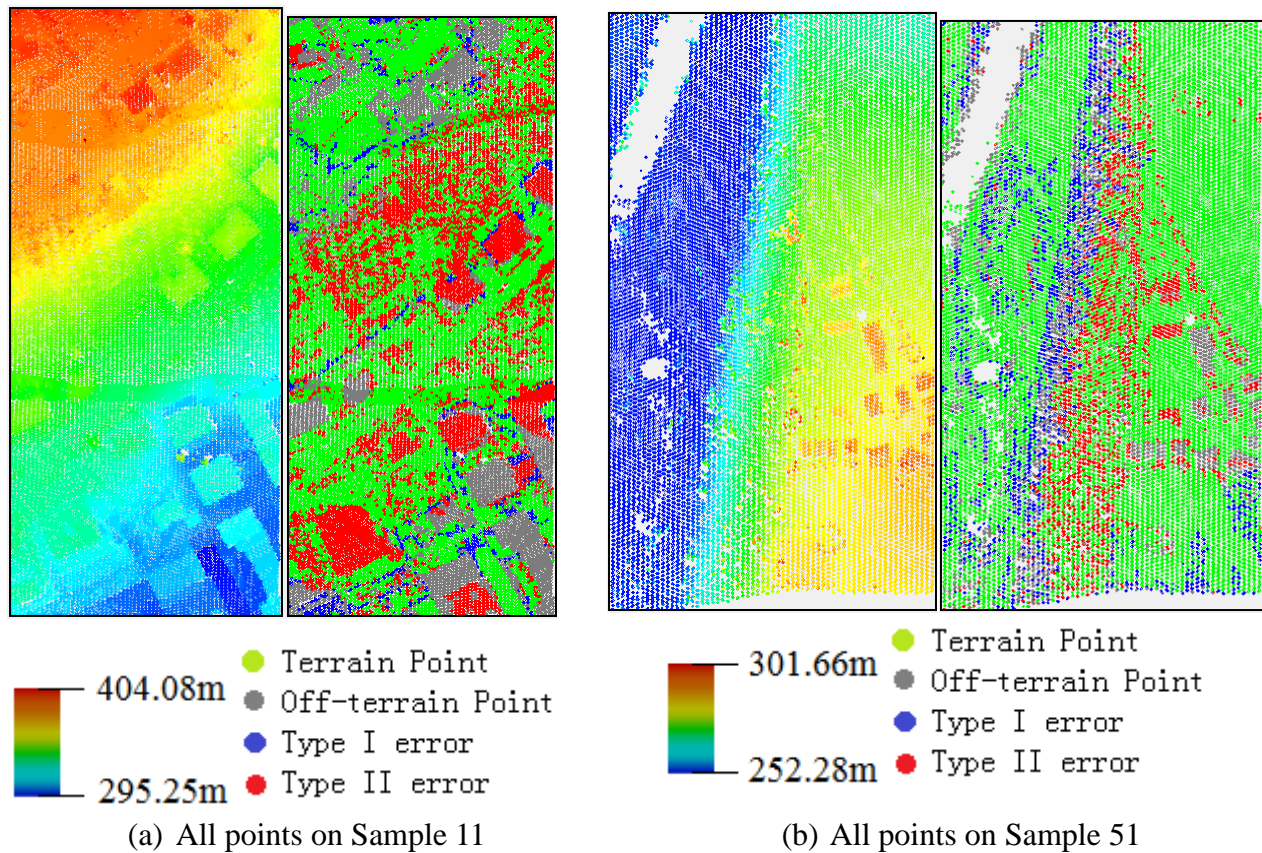 404.08m
295.25m
Terrain Point
Off-terrain Point
Type I error
Type II error
(a) All points on Sample 11
301.66m
252.28m
Terrain Point
Off-terrain Point
Type I error
Type II error
(b) All points on Sample 51